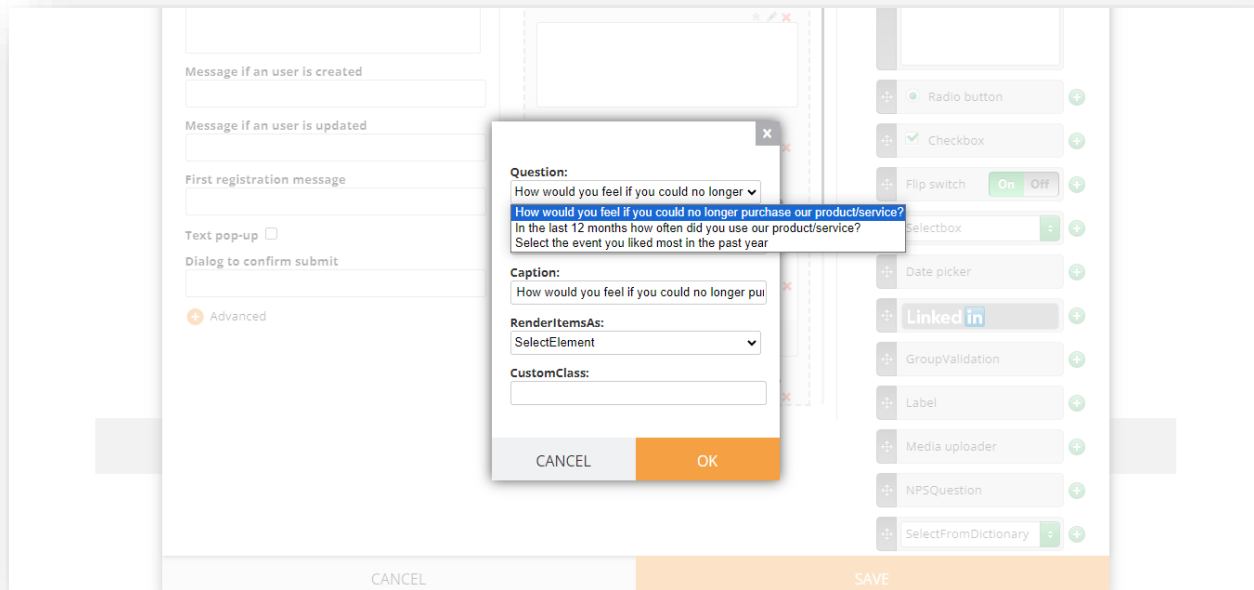 Message if an user is created
Message if an user is updated
First registration message
Text pop-up
Dialog to confirm submit
Advanced
x
Question:
How would you feel if you could no longer
How would you feel if you could no longer purchase our product/service?
In the last 12 months how often did you use our product/service?
Select the event you liked most in the past year
Caption:
How would you feel if you could no longer pur
RenderItemsAs:
SelectElement
CustomClass:
CANCEL
OK
Radio button
Checkbox
Flip switch
On Off
Selectbox
Date picker
Linked in
GroupValidation
Label
Media uploader
NPSQuestion
SelectFromDictionary
CANCEL
SAVE